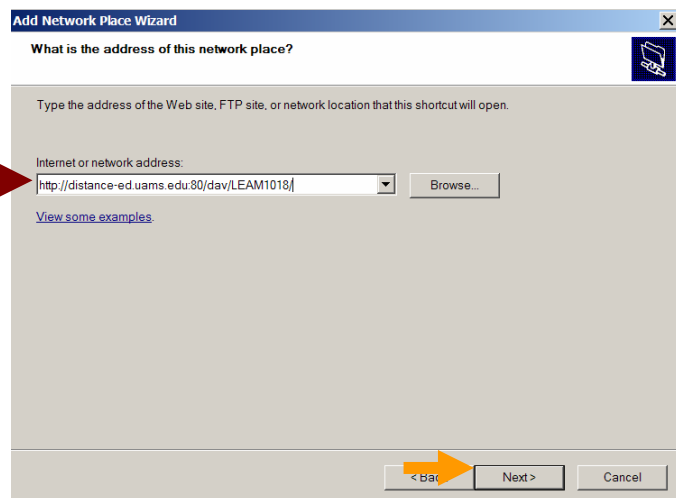 Add Network Place Wizard
What is the address of this network place?
Type the address of the Web site, FTP site, or network location that this shortcut will open.
Internet or network address:
http://distance-ed.uams.edu:80/dav/LEAM1018/
Browse...
View some examples.
< Bac
Next >
Cancel